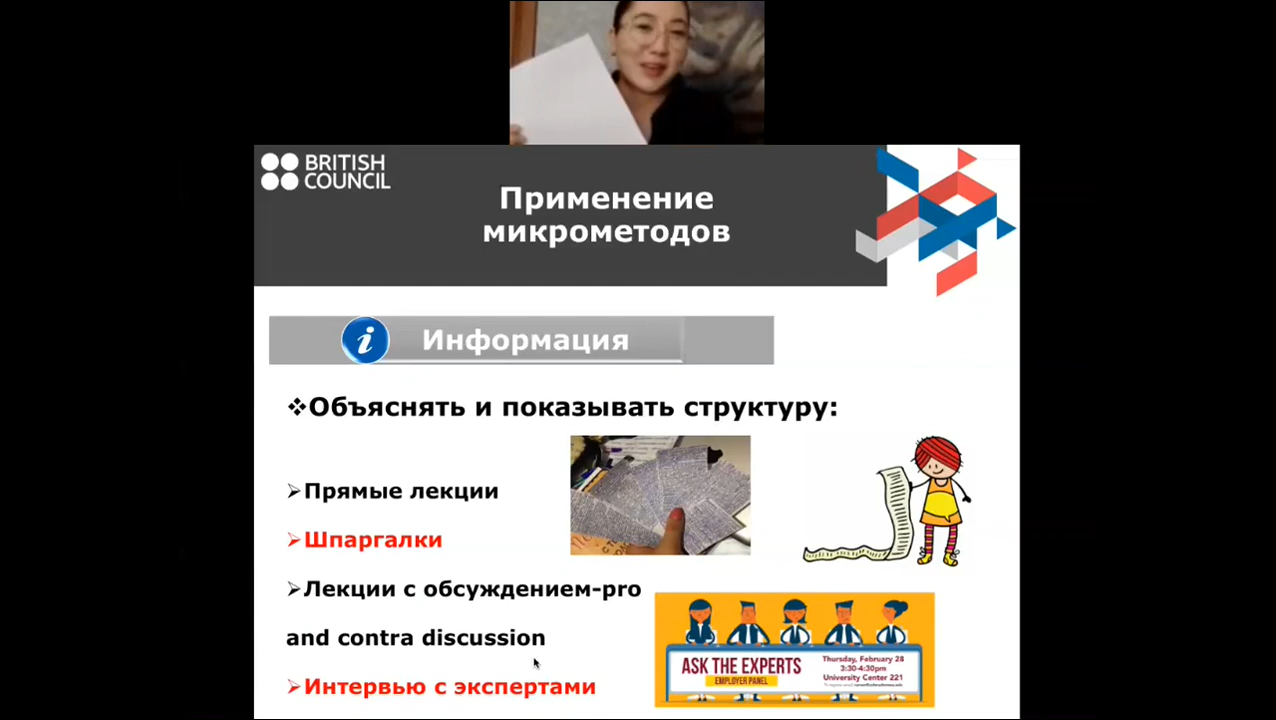 BRITISH
COUNCIL
Применение
микрометодов
i Информация
❖Объяснять и показывать структуру:
➢Прямые лекции
➢Шпаргалки
➢Лекции с обсуждением-pro
and contra discussion
➢Интервью с экспертами
ASK THE EXPERTS
EMPLOYER PANEL
Thursday, February 28
3:30-4:30pm
University Center 221